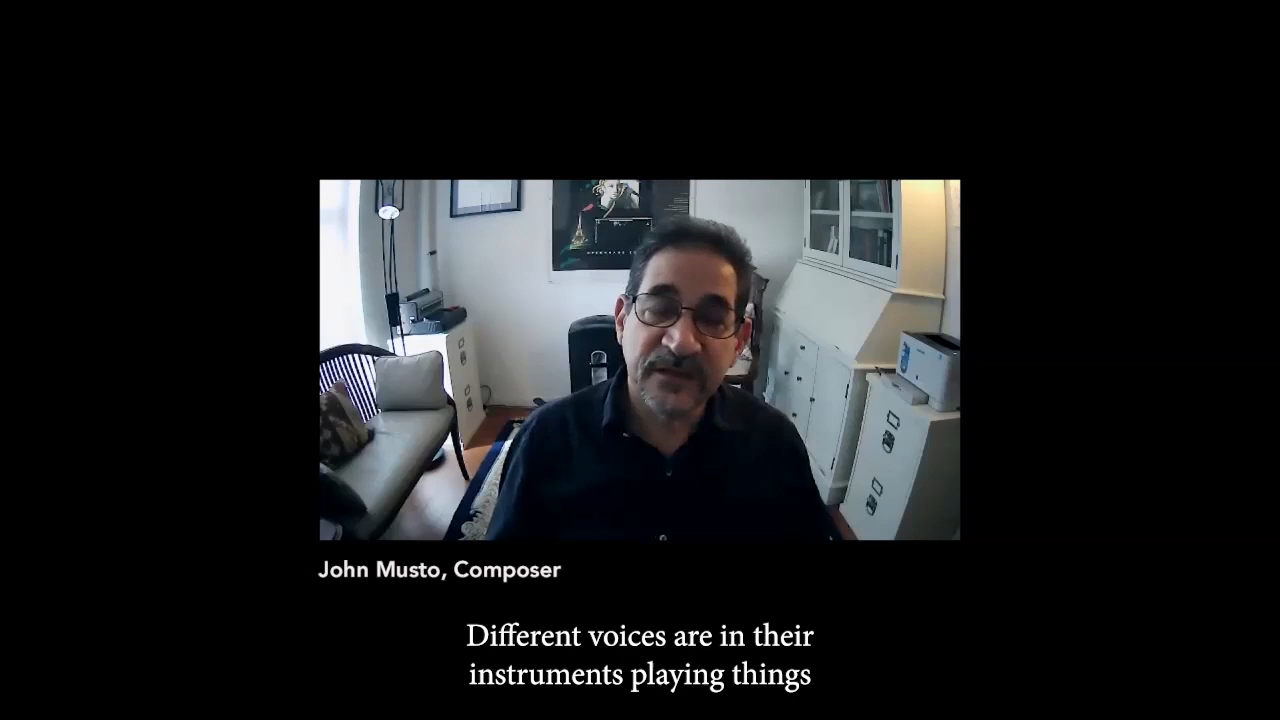 John Musto, Composer
Different voices are in their
instruments playing things